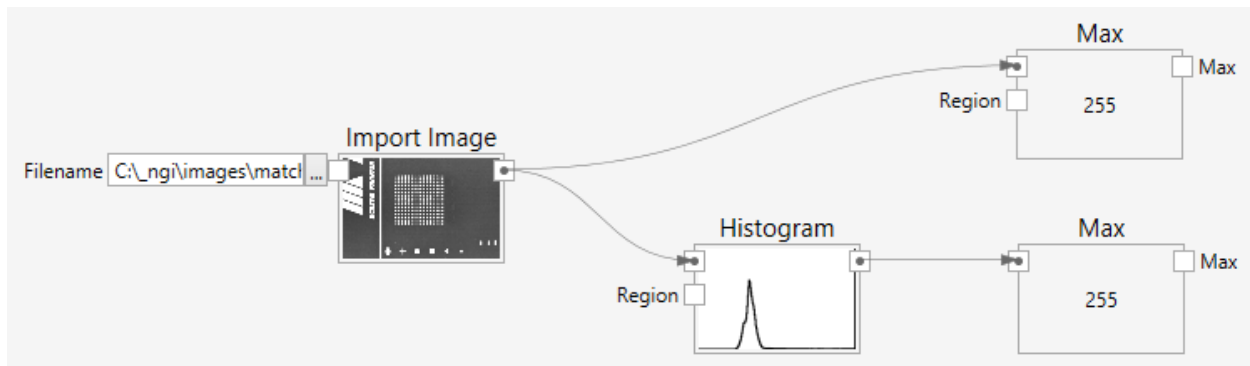 Max
Max
Region
255
Import Image
Filename
C:\_ngi\images\matcl
...
Histogram
Region
Max
Max
255